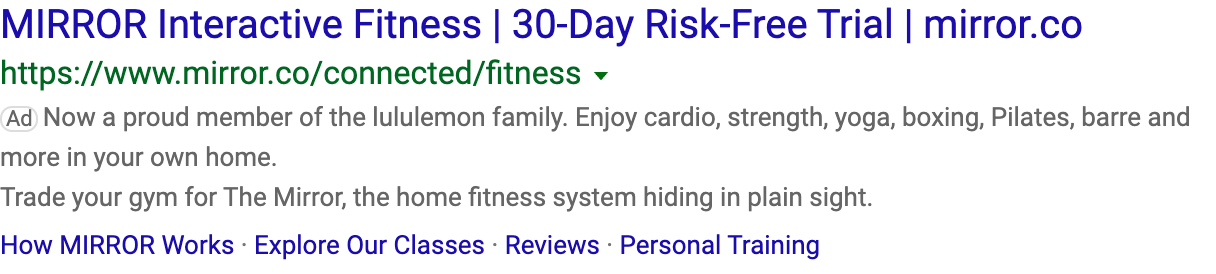 MIRROR Interactive Fitness | 30-Day Risk-Free Trial | mirror.co
https://www.mirror.co/connected/fitness
Ad Now a proud member of the lululemon family. Enjoy cardio, strength, yoga, boxing, Pilates, barre and
more in your own home.
Trade your gym for The Mirror, the home fitness system hiding in plain sight.
How MIRROR Works · Explore Our Classes · Reviews · Personal Training